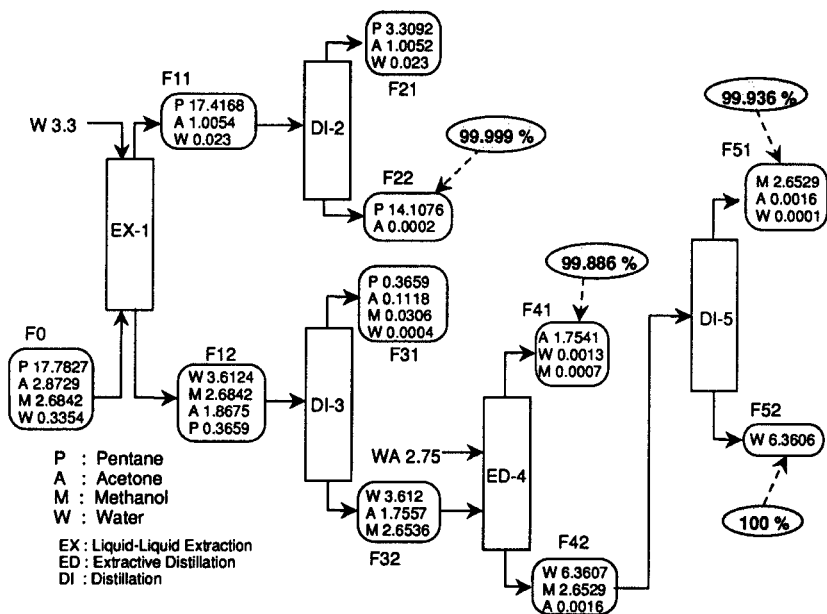 P 3.3092
A 1.0052
W 0.023
F21
F11
P 17.4168
A 1.0054
W 0.023
W 3.3
DI-2
99.999 %
99.936 %
F51
M 2.6529
A 0.0016
W 0.0001
F22
P 14.1076
A 0.0002
EX-1
99.886 %
P 0.3659
A 0.1118
M 0.0306
W 0.0004
F31
F41
A 1.7541
W 0.0013
M 0.0007
DI-5
F0
P 17.7827
A 2.8729
M 2.6842
W 0.3354
F12
W 3.6124
M 2.6842
A 1.8675
P 0.3659
DI-3
F52
W 6.3606
WA 2.75
ED-4
100 %
P : Pentane
A : Acetone
M : Methanol
W : Water
W 3.612
A 1.7557
M 2.6536
F32
F42
W 6.3607
M 2.6529
A 0.0016
EX : Liquid-Liquid Extraction
ED : Extractive Distillation
DI : Distillation